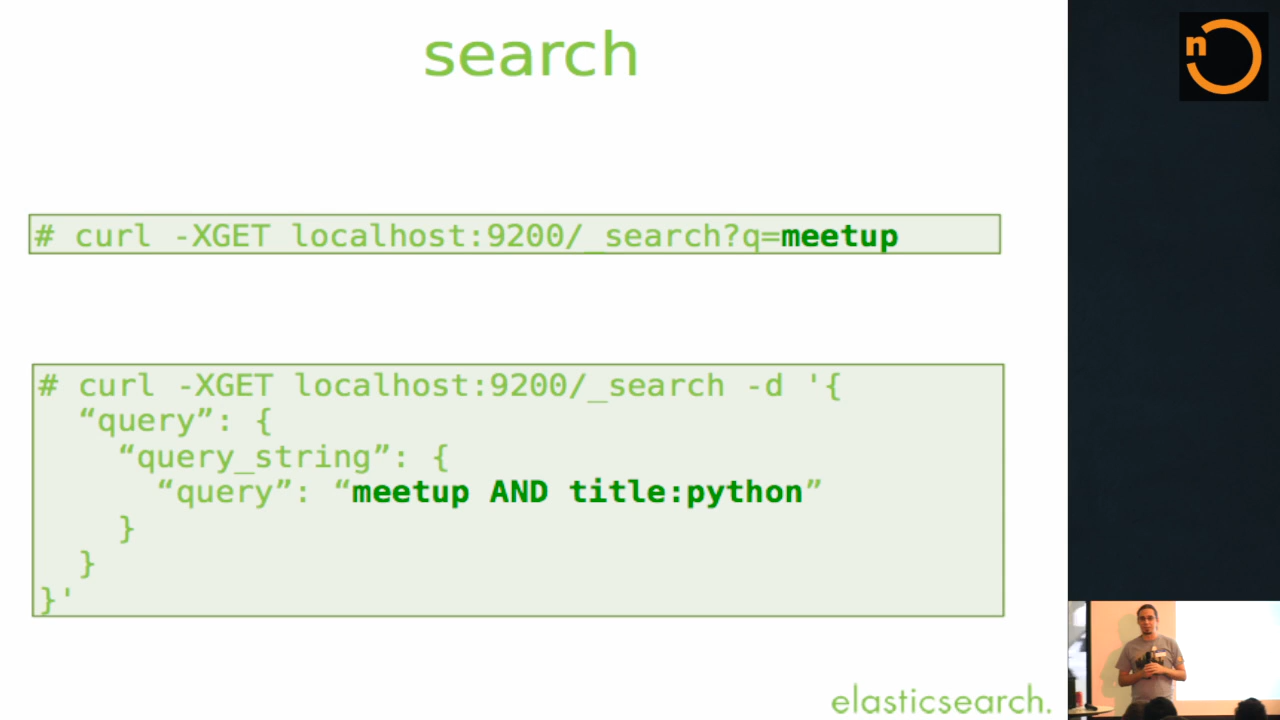 search
n
# curl -XGET localhost:9200/_search?q=meetup
# curl -XGET localhost:9200/_search -d '{
“query”: {
“query_string”: {
“query”: “meetup AND title:python”
}
}
}'
elasticsearch.